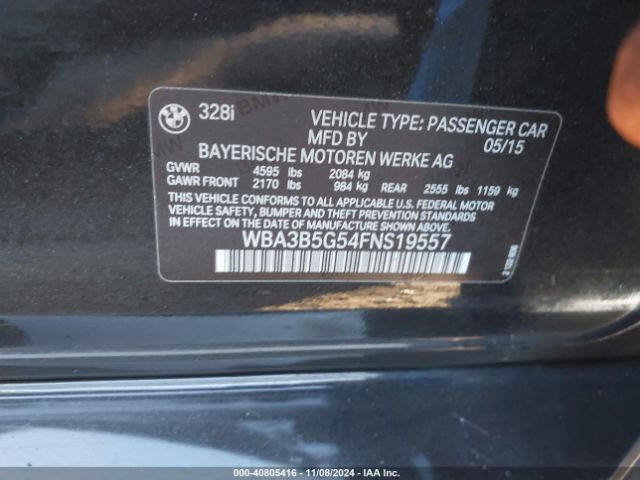 BMW
328i
VEHICLE TYPE: PASSENGER CAR
MFD BY 05/15
BAYERISCHE MOTOREN WERKE AG
GVWR 4595 lbs 2084 kg
GAWR FRONT 2170 lbs 984 kg REAR 2555 lbs 1159 kg
THIS VEHICLE CONFORMS TO ALL APPLICABLE U.S. FEDERAL MOTOR
VEHICLE SAFETY, BUMPER AND THEFT PREVENTION STANDARDS
IN EFFECT ON THE DATE OF MANUFACTURE SHOWN ABOVE.
WBA3B5G54FNS19557
000-40805416 - 11/08/2024 - IAA Inc.